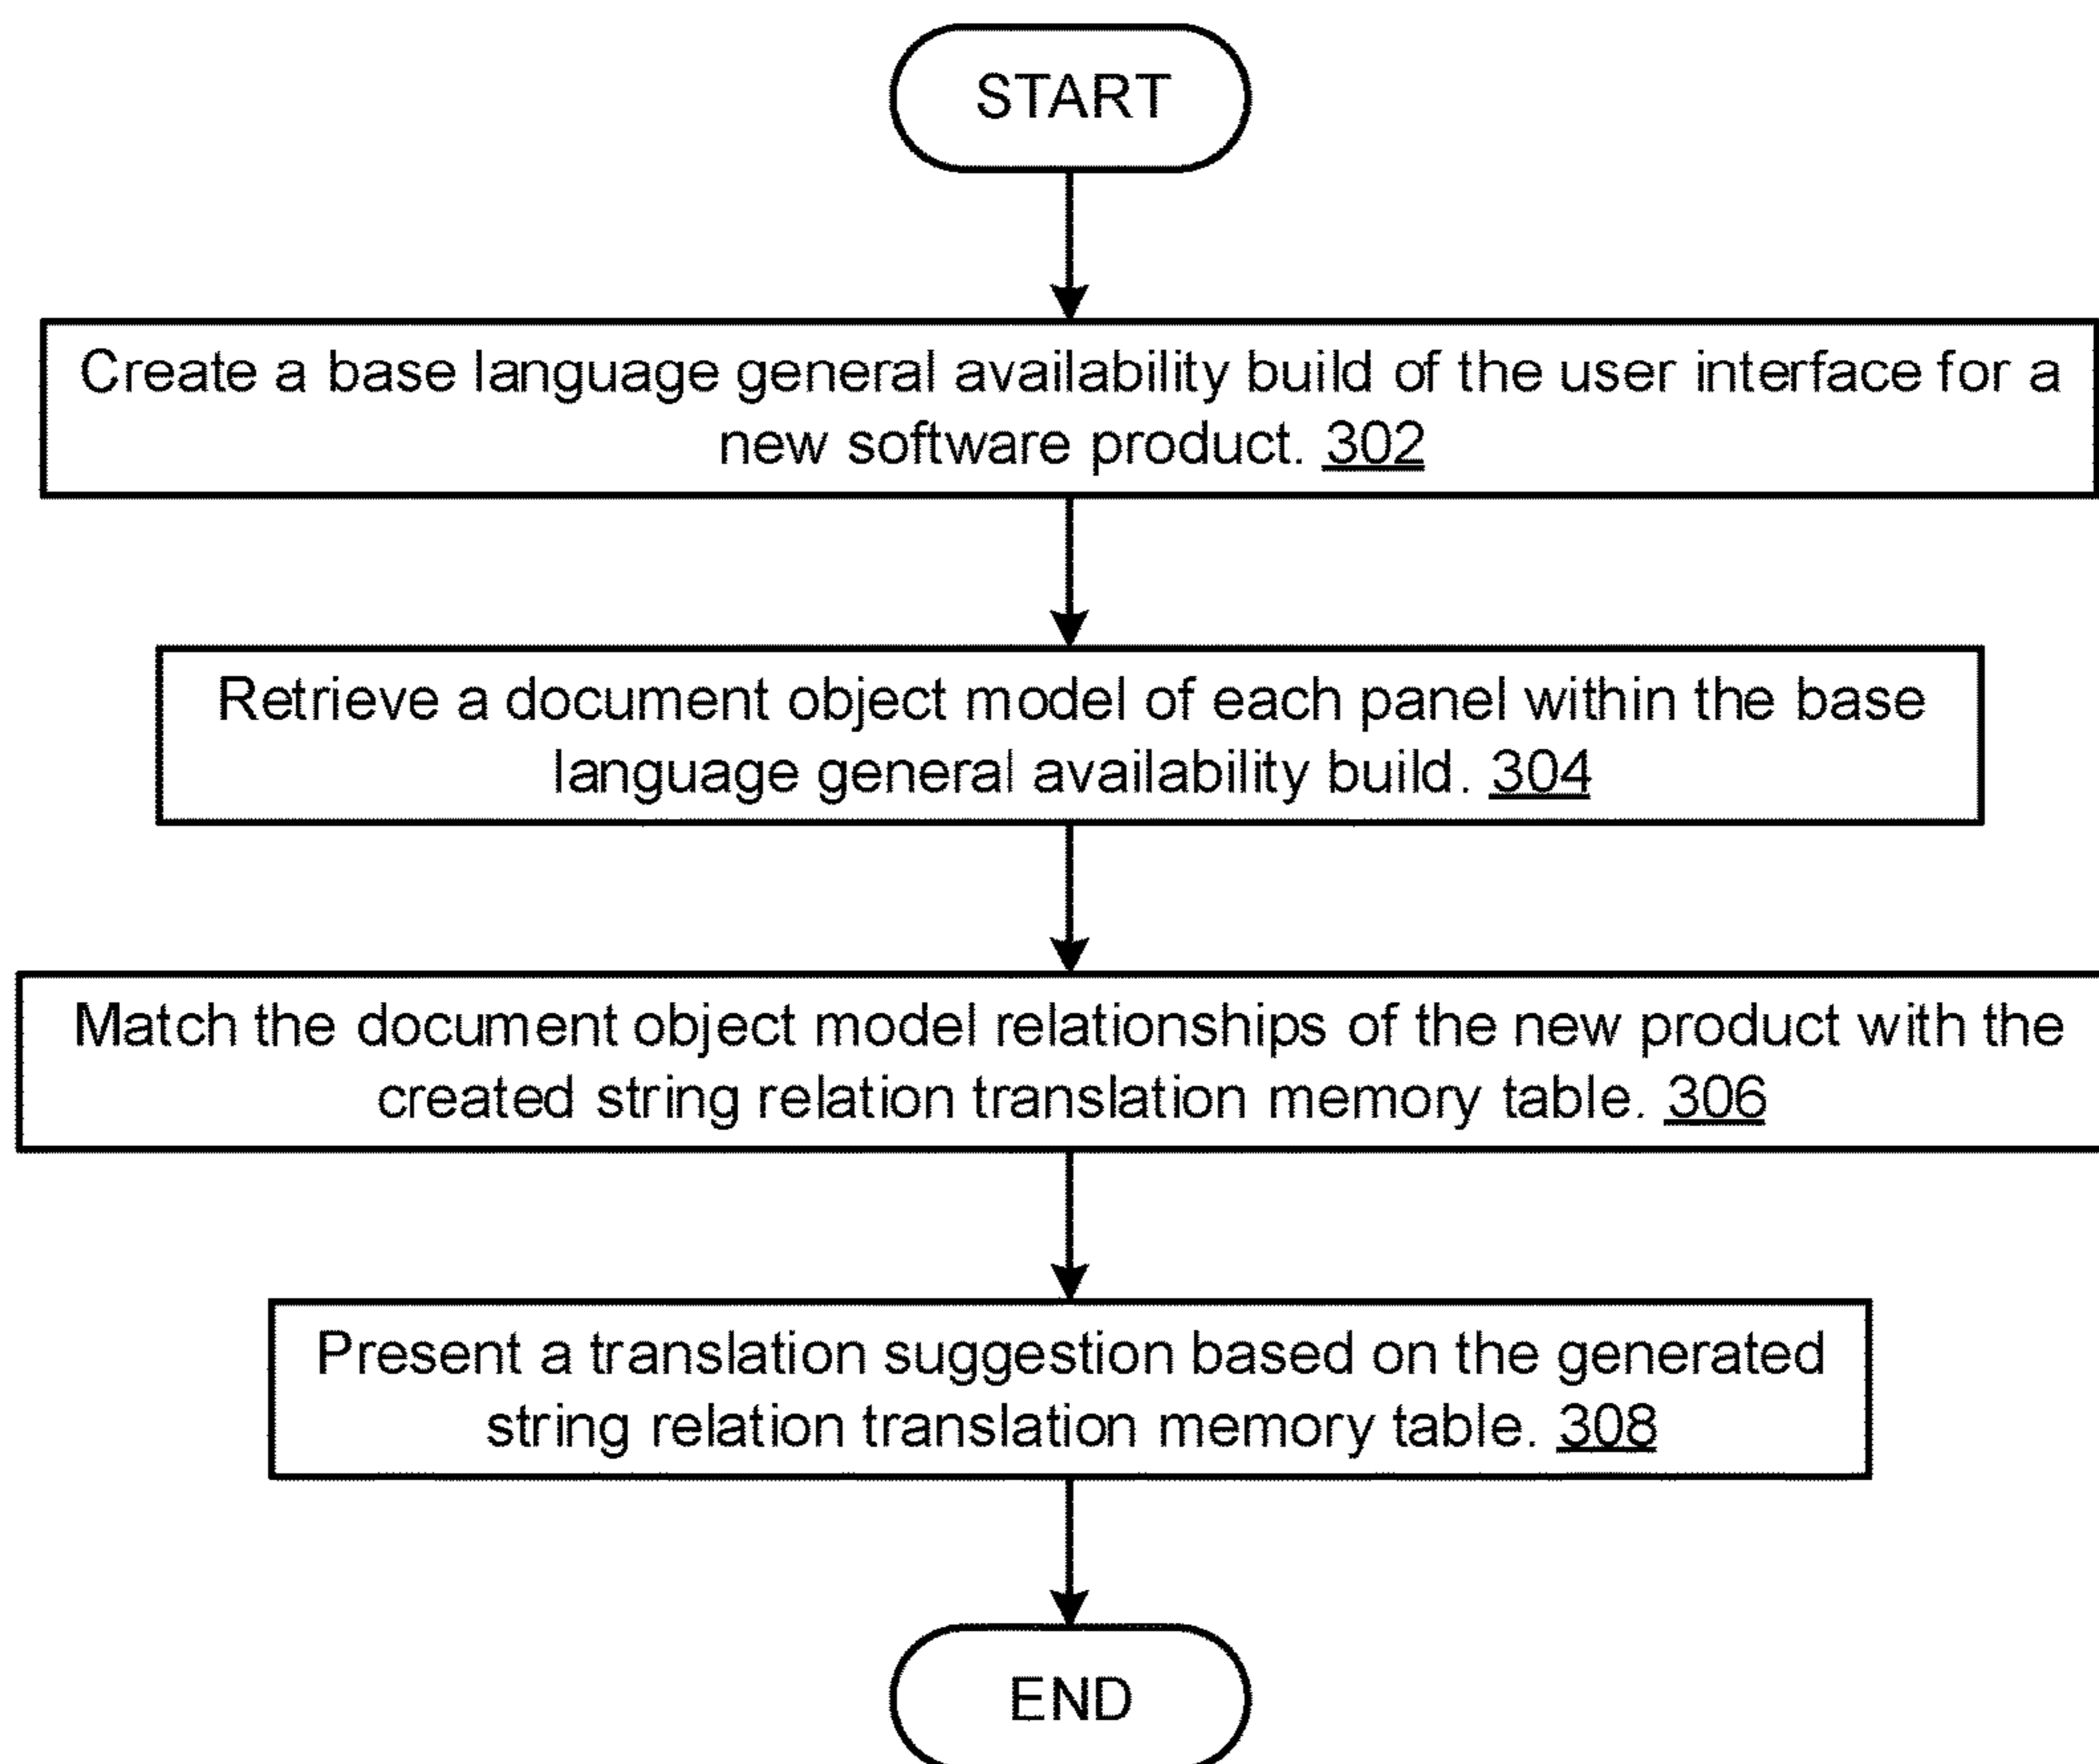 START
Create a base language general availability build of the user interface for a
new software product. 302
Retrieve a document object model of each panel within the base
language general availability build. 304
Match the document object model relationships of the new product with the
created string relation translation memory table. 306
Present a translation suggestion based on the generated
string relation translation memory table. 308
END